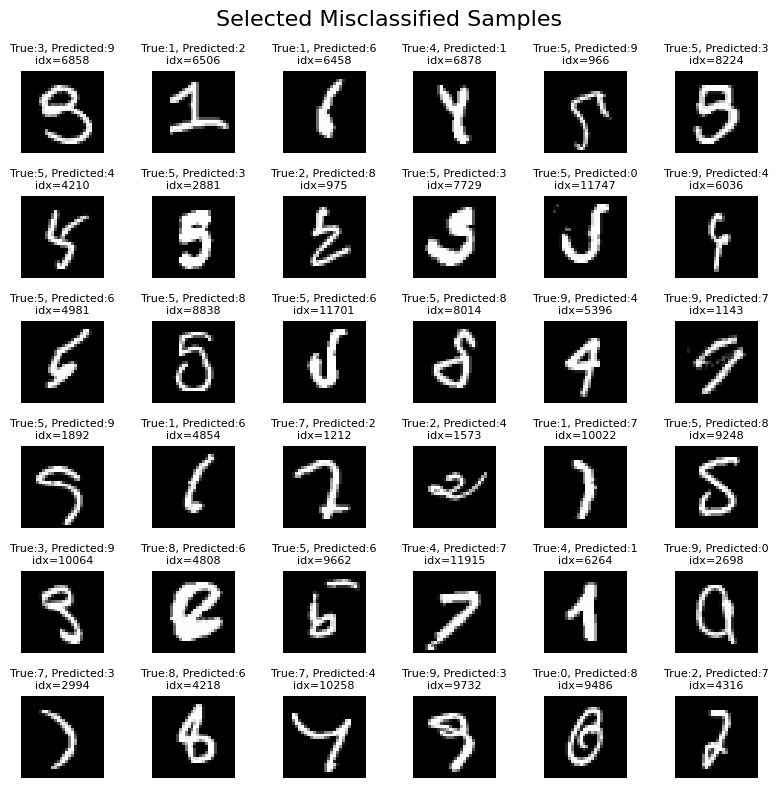 Selected Misclassified Samples
True:3, Predicted:9 True:1, Predicted:2 True:1, Predicted:6 True:4, Predicted:1 True:5, Predicted:9 True:5, Predicted:3
idx=6858 idx=6506 idx=6458 idx=6878 idx=966 idx=8224
True:5, Predicted:4 True:5, Predicted:3 True:2, Predicted:8 True:5, Predicted:3 True:5, Predicted:0 True:9, Predicted:4
idx=4210 idx=2881 idx=975 idx=7729 idx=11747 idx=6036
True:5, Predicted:6 True:5, Predicted:8 True:5, Predicted:6 True:5, Predicted:8 True:9, Predicted:4 True:9, Predicted:7
idx=4981 idx=8838 idx=11701 idx=8014 idx=5396 idx=1143
True:5, Predicted:9 True:1, Predicted:6 True:7, Predicted:2 True:2, Predicted:4 True:1, Predicted:7 True:5, Predicted:8
idx=1892 idx=4854 idx=1212 idx=1573 idx=10022 idx=9248
True:3, Predicted:9 True:8, Predicted:6 True:5, Predicted:6 True:4, Predicted:7 True:4, Predicted:1 True:9, Predicted:0
idx=10064 idx=4808 idx=9662 idx=11915 idx=6264 idx=2698
True:7, Predicted:3 True:8, Predicted:6 True:7, Predicted:4 True:9, Predicted:3 True:0, Predicted:8 True:2, Predicted:7
idx=2994 idx=4218 idx=10258 idx=9732 idx=9486 idx=4316